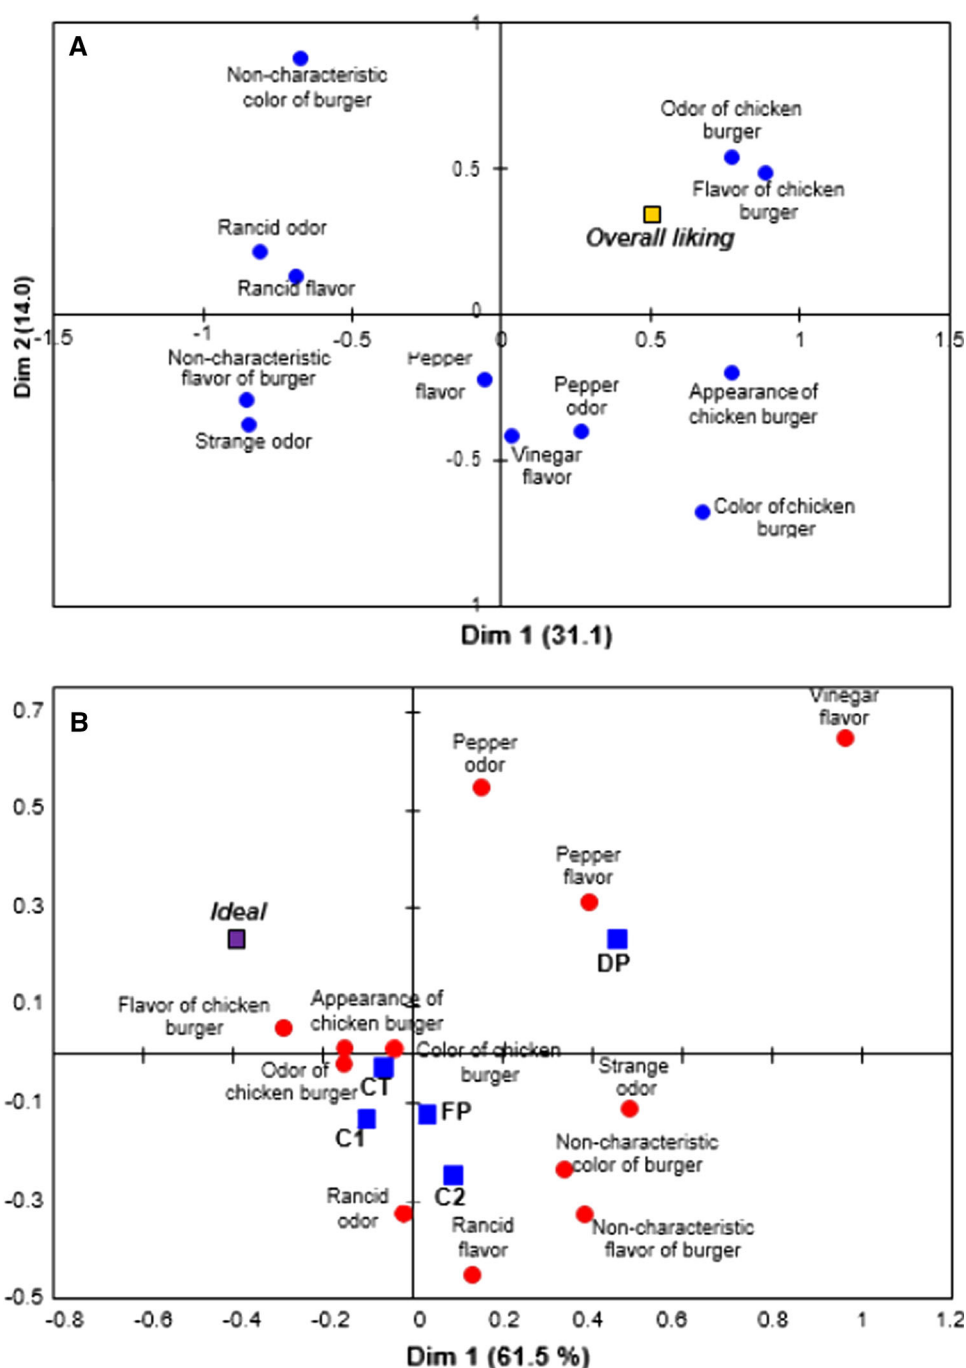 A
1
Non-characteristic
color of burger
Odor of chicken
burger
0.5
Flavor of chicken
burger
Rancid odor
Overall liking
Rancid flavor
Dim 2 (14.0)
0
-1.5
-1
-0.5
0
0.5
1
1.5
Non-characteristic
flavor of burger
Pepper
flavor
Pepper
odor
Appearance of
chicken burger
Strange odor
-0.5
Vinegar
flavor
Color of chicken
burger
1
Dim 1 (31.1)
B
0.7
Vinegar
flavor
Pepper
odor
0.5
Pepper
flavor
0.3
Ideal
DP
0.1
Flavor of chicken
burger
Appearance of
chicken burger
Color of chicken
burger
Odor of
chicken burger
CT
Strange
odor
-0.1
FP
C1
Non-characteristic
color of burger
C2
-0.3
Rancid
odor
Rancid
flavor
Non-characteristic
flavor of burger
-0.5
-0.8
-0.6
-0.4
-0.2
0
0.2
0.4
0.6
0.8
1
1.2
Dim 1 (61.5 %)